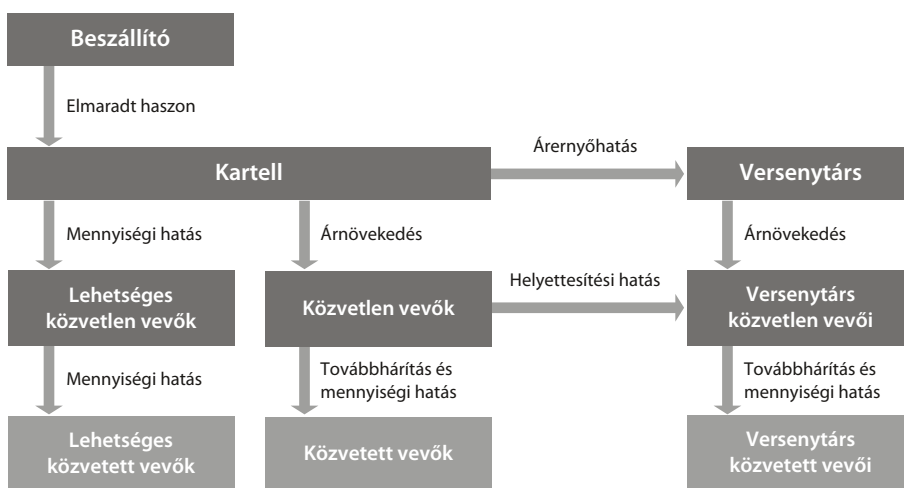 Beszállító
Elmaradt haszon
Árernyőhatás
Kartell
Versenytárs
Mennyiségi hatás
Árnövekedés
Árnövekedés
Lehetséges
közvetlen vevők
Közvetlen vevők
Helyettesítési hatás
Versenytárs
közvetlen vevői
Mennyiségi hatás
Továbbhárítás és
mennyiségi hatás
Továbbhárítás és
mennyiségi hatás
Lehetséges
közvetett vevők
Közvetett vevők
Versenytárs
közvetett vevői